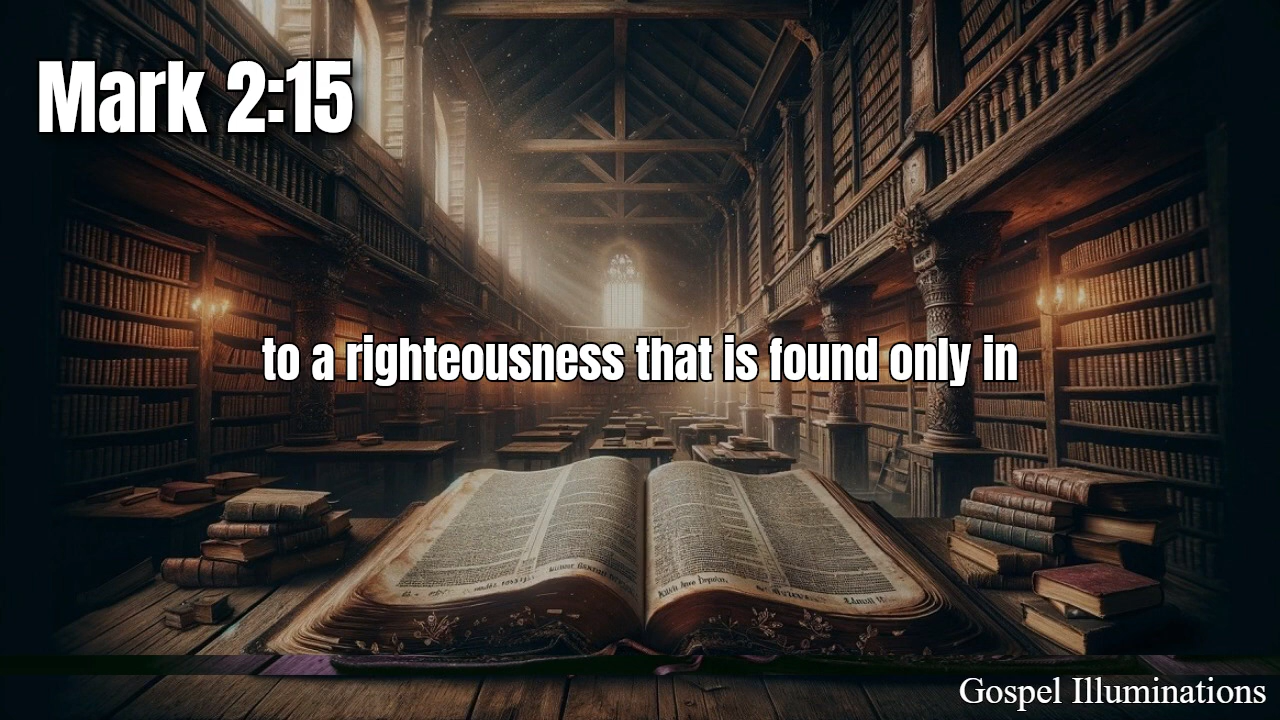 Mark 2:15
to a righteousness that is found only in
Gospel Illuminations